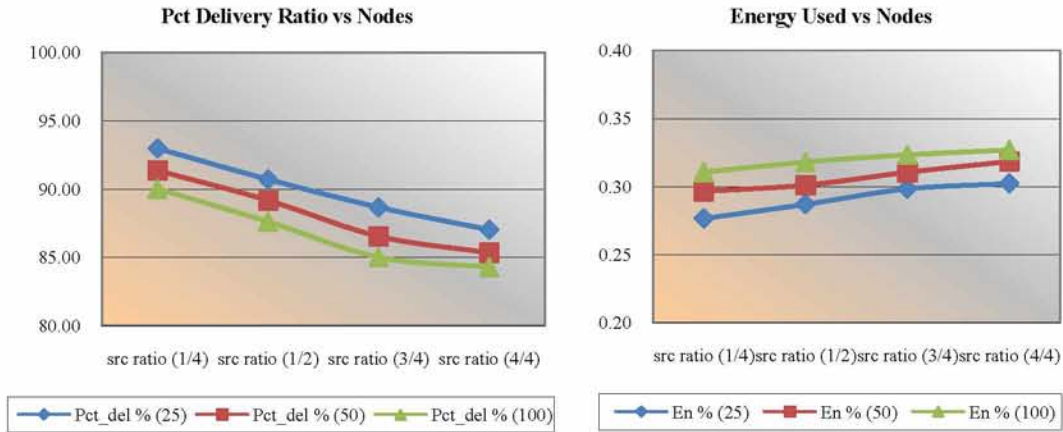 Pct Delivery Ratio vs Nodes
100.00
95.00
90.00
85.00
80.00
src ratio (1/4) src ratio (1/2) src ratio (3/4) src ratio (4/4)
Pct_del % (25) Pct_del % (50) Pct_del % (100)
Energy Used vs Nodes
0.40
0.35
0.30
0.25
0.20
src ratio (1/4) src ratio (1/2) src ratio (3/4) src ratio (4/4)
En % (25) En % (50) En % (100)